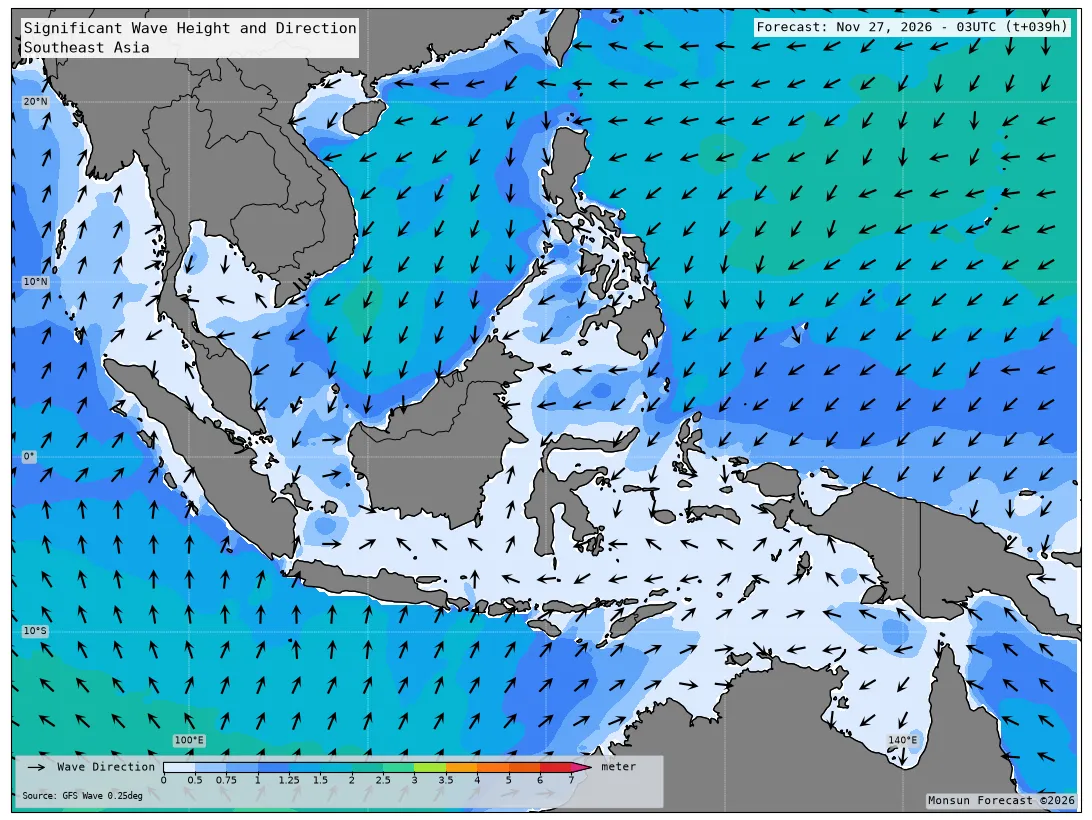 Significant Wave Height and Direction
Southeast Asia
Forecast: Nov 27, 2026 - 03UTC (t+039h)
20°N
10°N
0°
10°S
100°E
140°E
Wave Direction
meter
0 0.5 0.75 1 1.25 1.5 2 2.5 3 3.5 4 5 6 7
Source: GFS Wave 0.25deg
Monsun Forecast ©2026